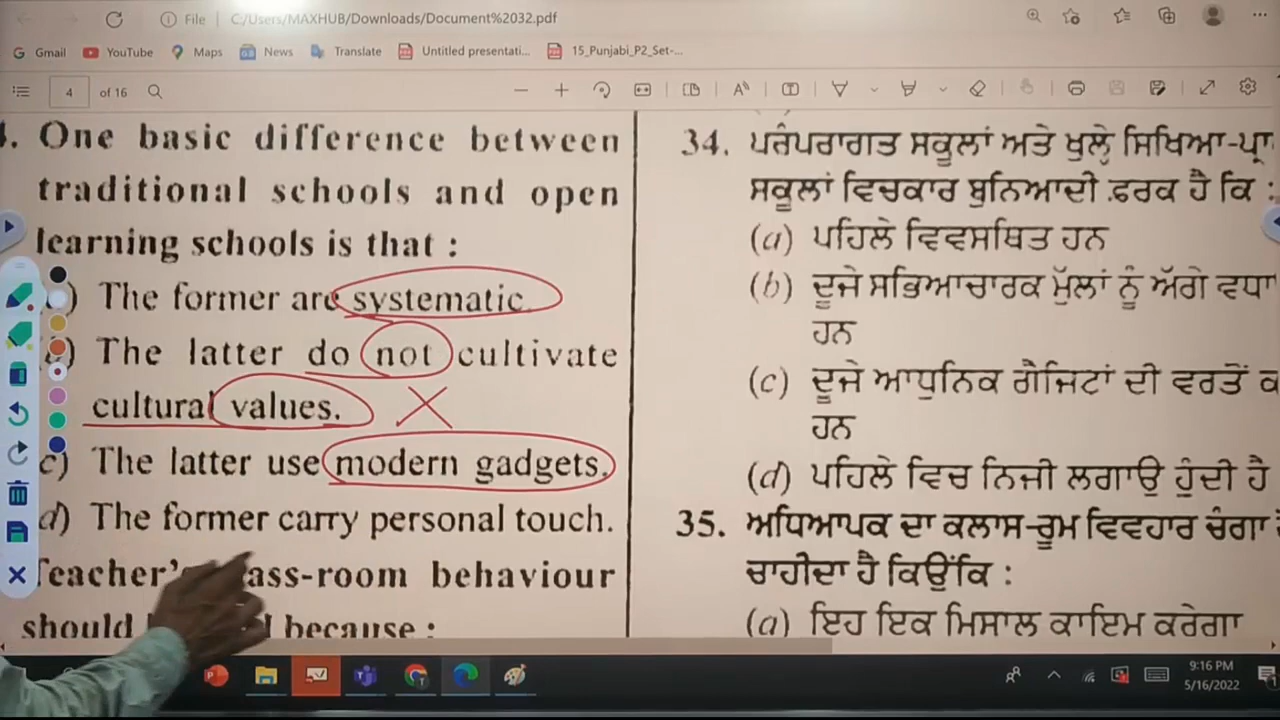 File C:/Users/MAXHUB/Downloads/Document%2032.pdf
Gmail YouTube Maps News Translate Untitled presentati... 15_Punjabi_P2_Set-...
4 of 16
4. One basic difference between
traditional schools and open
learning schools is that :
The former are systematic.
The latter do not cultivate
cultural values.
c) The latter use modern gadgets.
d) The former carry personal touch.
Teacher's class-room behaviour
should because :
34. ਪਰੰਪਰਾਗਤ ਸਕੂਲਾਂ ਅਤੇ ਖੁਲ੍ਹੇ ਸਿਖਿਆ-ਪ੍ਰਾ
ਸਕੂਲਾਂ ਵਿਚਕਾਰ ਬੁਨਿਆਦੀ ਫ਼ਰਕ ਹੈ ਕਿ :
(a) ਪਹਿਲੇ ਵਿਵਸਥਿਤ ਹਨ
(b) ਦੂਜੇ ਸਭਿਆਚਾਰਕ ਮੁੱਲਾਂ ਨੂੰ ਅੱਗੇ ਵਧਾ
ਹਨ
(c) ਦੂਜੇ ਆਧੁਨਿਕ ਗੈਜਿਟਾਂ ਦੀ ਵਰਤੋਂ ਕ
ਹਨ
(d) ਪਹਿਲੇ ਵਿਚ ਨਿਜੀ ਲਗਾਉ ਹੁੰਦੀ ਹੈ
35. ਅਧਿਆਪਕ ਦਾ ਕਲਾਸ-ਰੂਮ ਵਿਵਹਾਰ ਚੰਗਾ
ਚਾਹੀਦਾ ਹੈ ਕਿਉਂਕਿ :
(a) ਇਹ ਇਕ ਮਿਸਾਲ ਕਾਇਮ ਕਰੇਗਾ
9:16 PM
5/16/2022